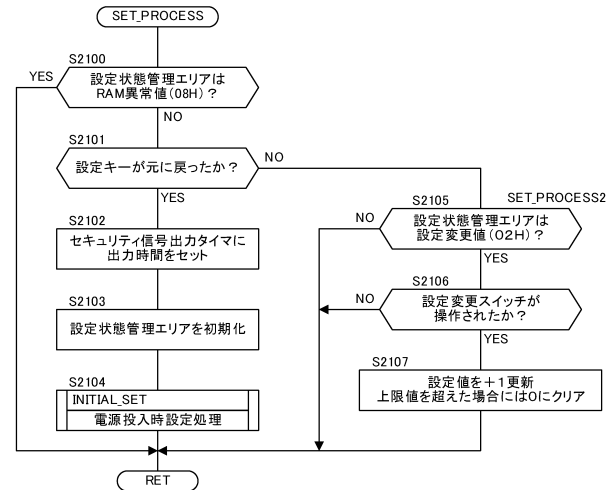 SET_PROCESS
S2100
YES
設定状態管理エリアは
RAM異常値(08H)?
NO
S2101
設定キーが元に戻ったか?
NO
YES
S2102
セキュリティ信号出力タイマに
出力時間をセット
S2103
設定状態管理エリアを初期化
S2104
INITIAL_SET
電源投入時設定処理
SET_PROCESS2
S2105
NO
設定状態管理エリアは
設定変更値(02H)?
YES
S2106
NO
設定変更スイッチが
操作されたか?
YES
S2107
設定値を+1更新
上限値を超えた場合には0にクリア
RET